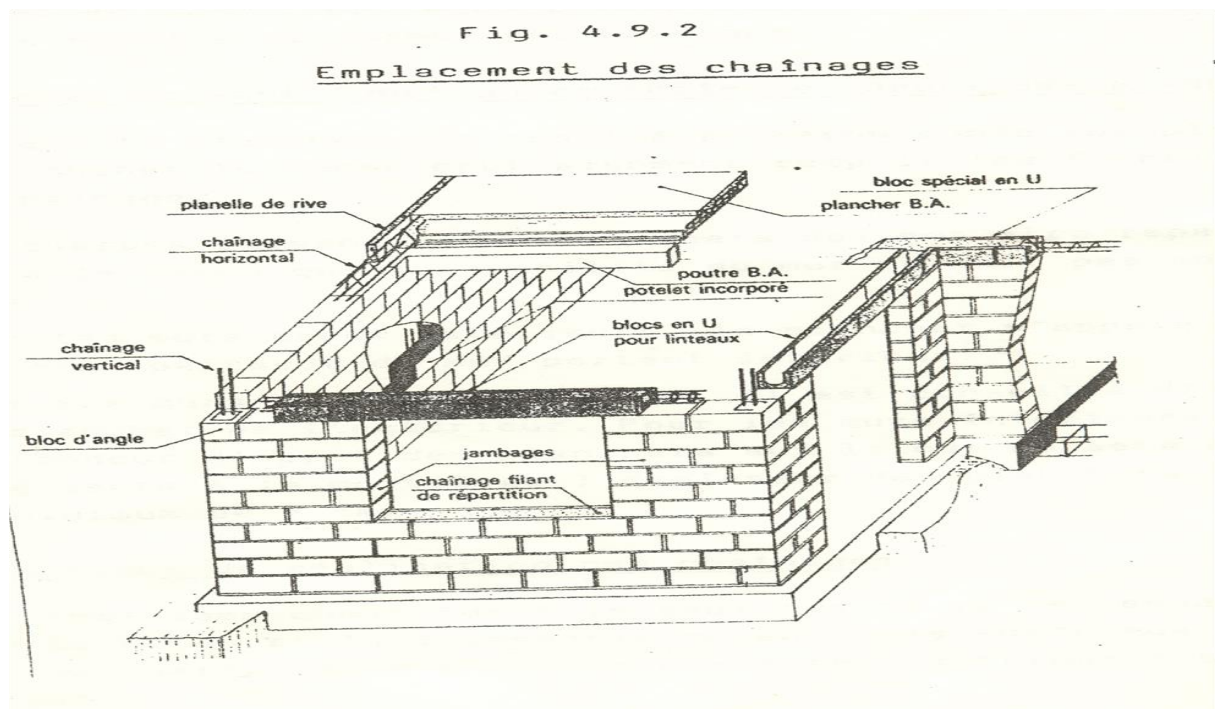 Fig. 4.9.2
Emplacement des chaînages
bloc spécial en U
planelle de rive
plancher B.A.
chaînage
horizontal
poutre B.A.
potelet incorporé
blocs en U
pour linteaux
chaînage
vertical
bloc d'angle
jambages
chaînage filant
de répartition